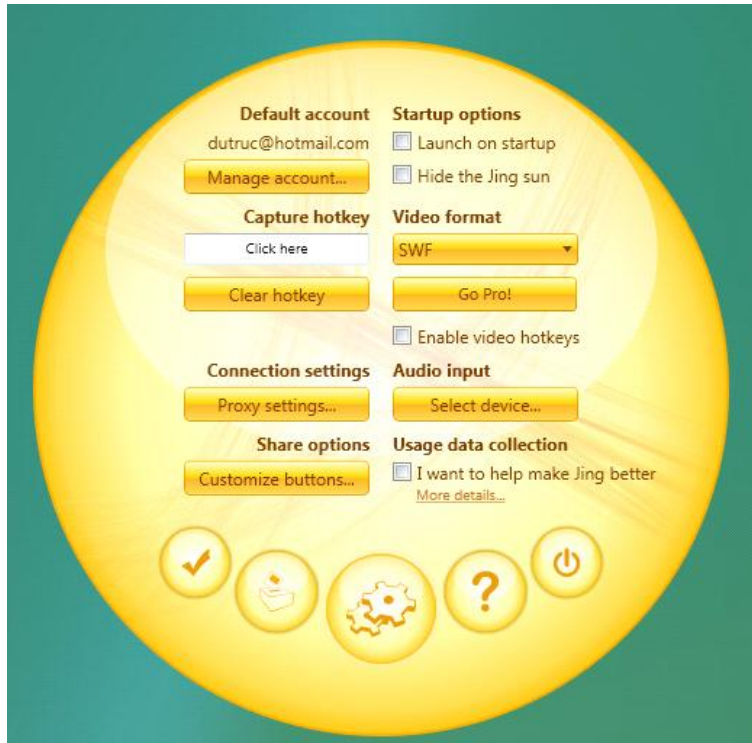 Default account
dutruc@hotmail.com
Manage account...
Capture hotkey
Click here
Clear hotkey
Connection settings
Proxy settings...
Share options
Customize buttons...
Startup options
Launch on startup
Hide the Jing sun
Video format
SWF
Go Pro!
Enable video hotkeys
Audio input
Select device...
Usage data collection
I want to help make Jing better
More details...
?